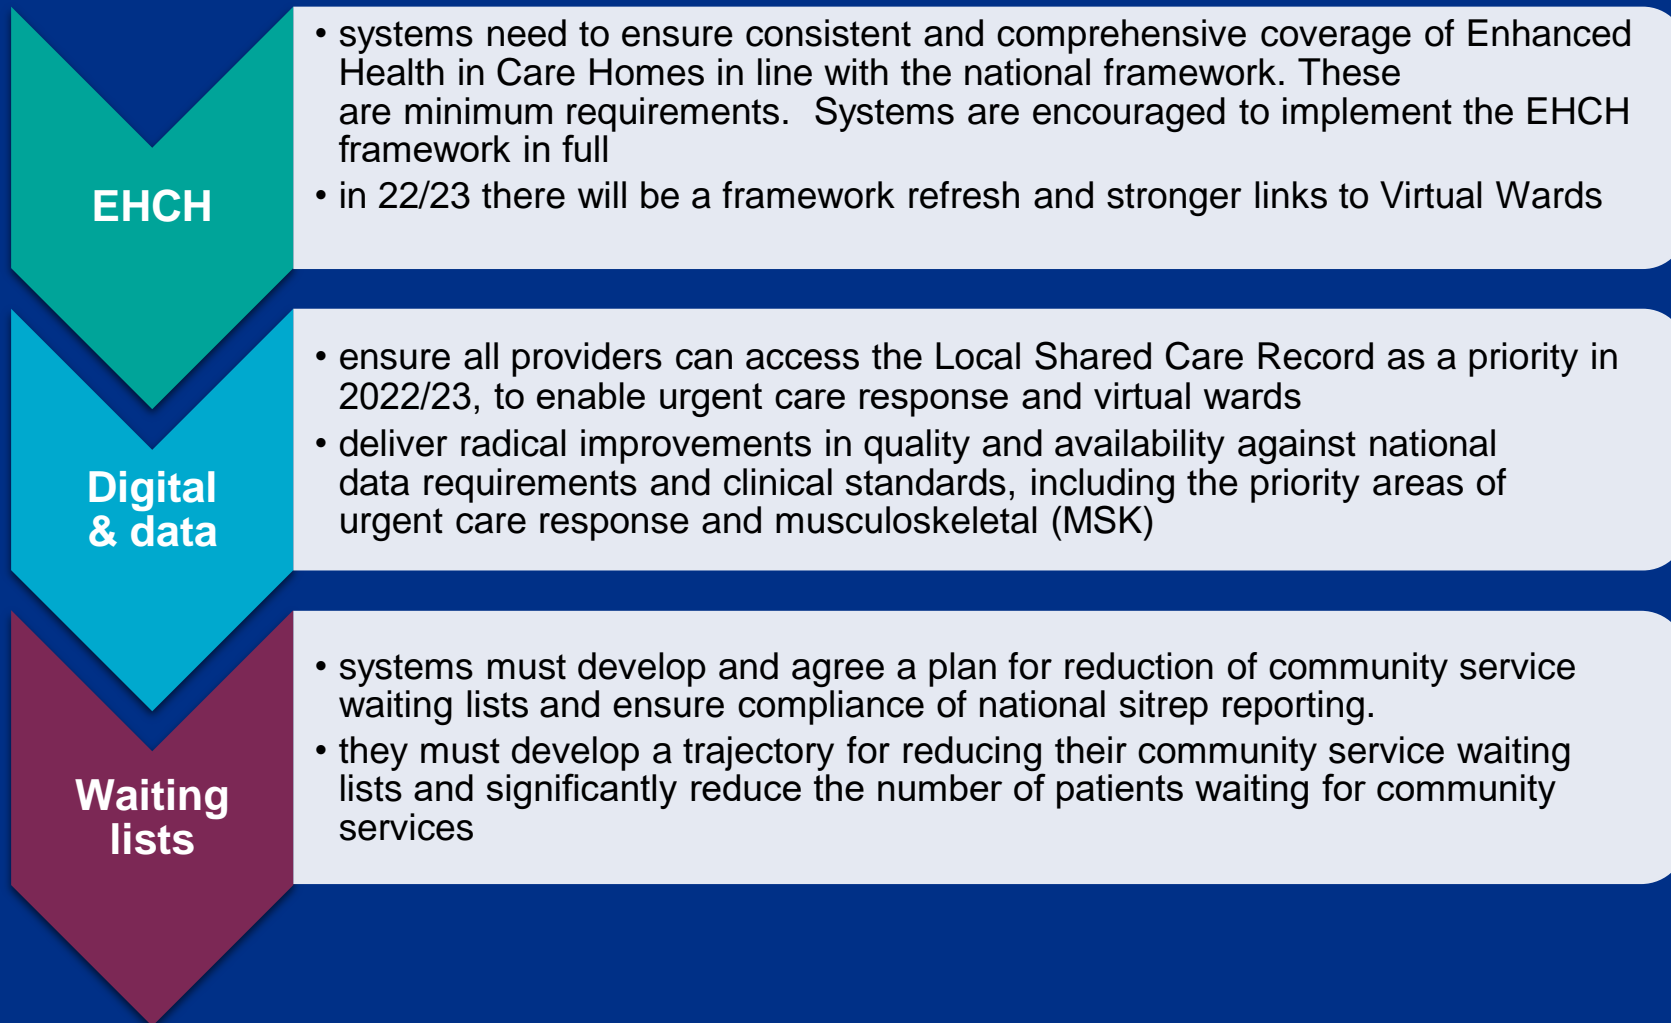 EHCH
• systems need to ensure consistent and comprehensive coverage of Enhanced
Health in Care Homes in line with the national framework. These
are minimum requirements.  Systems are encouraged to implement the EHCH
framework in full
• in 22/23 there will be a framework refresh and stronger links to Virtual Wards
Digital
& data
• ensure all providers can access the Local Shared Care Record as a priority in
2022/23, to enable urgent care response and virtual wards
• deliver radical improvements in quality and availability against national
data requirements and clinical standards, including the priority areas of
urgent care response and musculoskeletal (MSK)
Waiting
lists
• systems must develop and agree a plan for reduction of community service
waiting lists and ensure compliance of national sitrep reporting.
• they must develop a trajectory for reducing their community service waiting
lists and significantly reduce the number of patients waiting for community
services